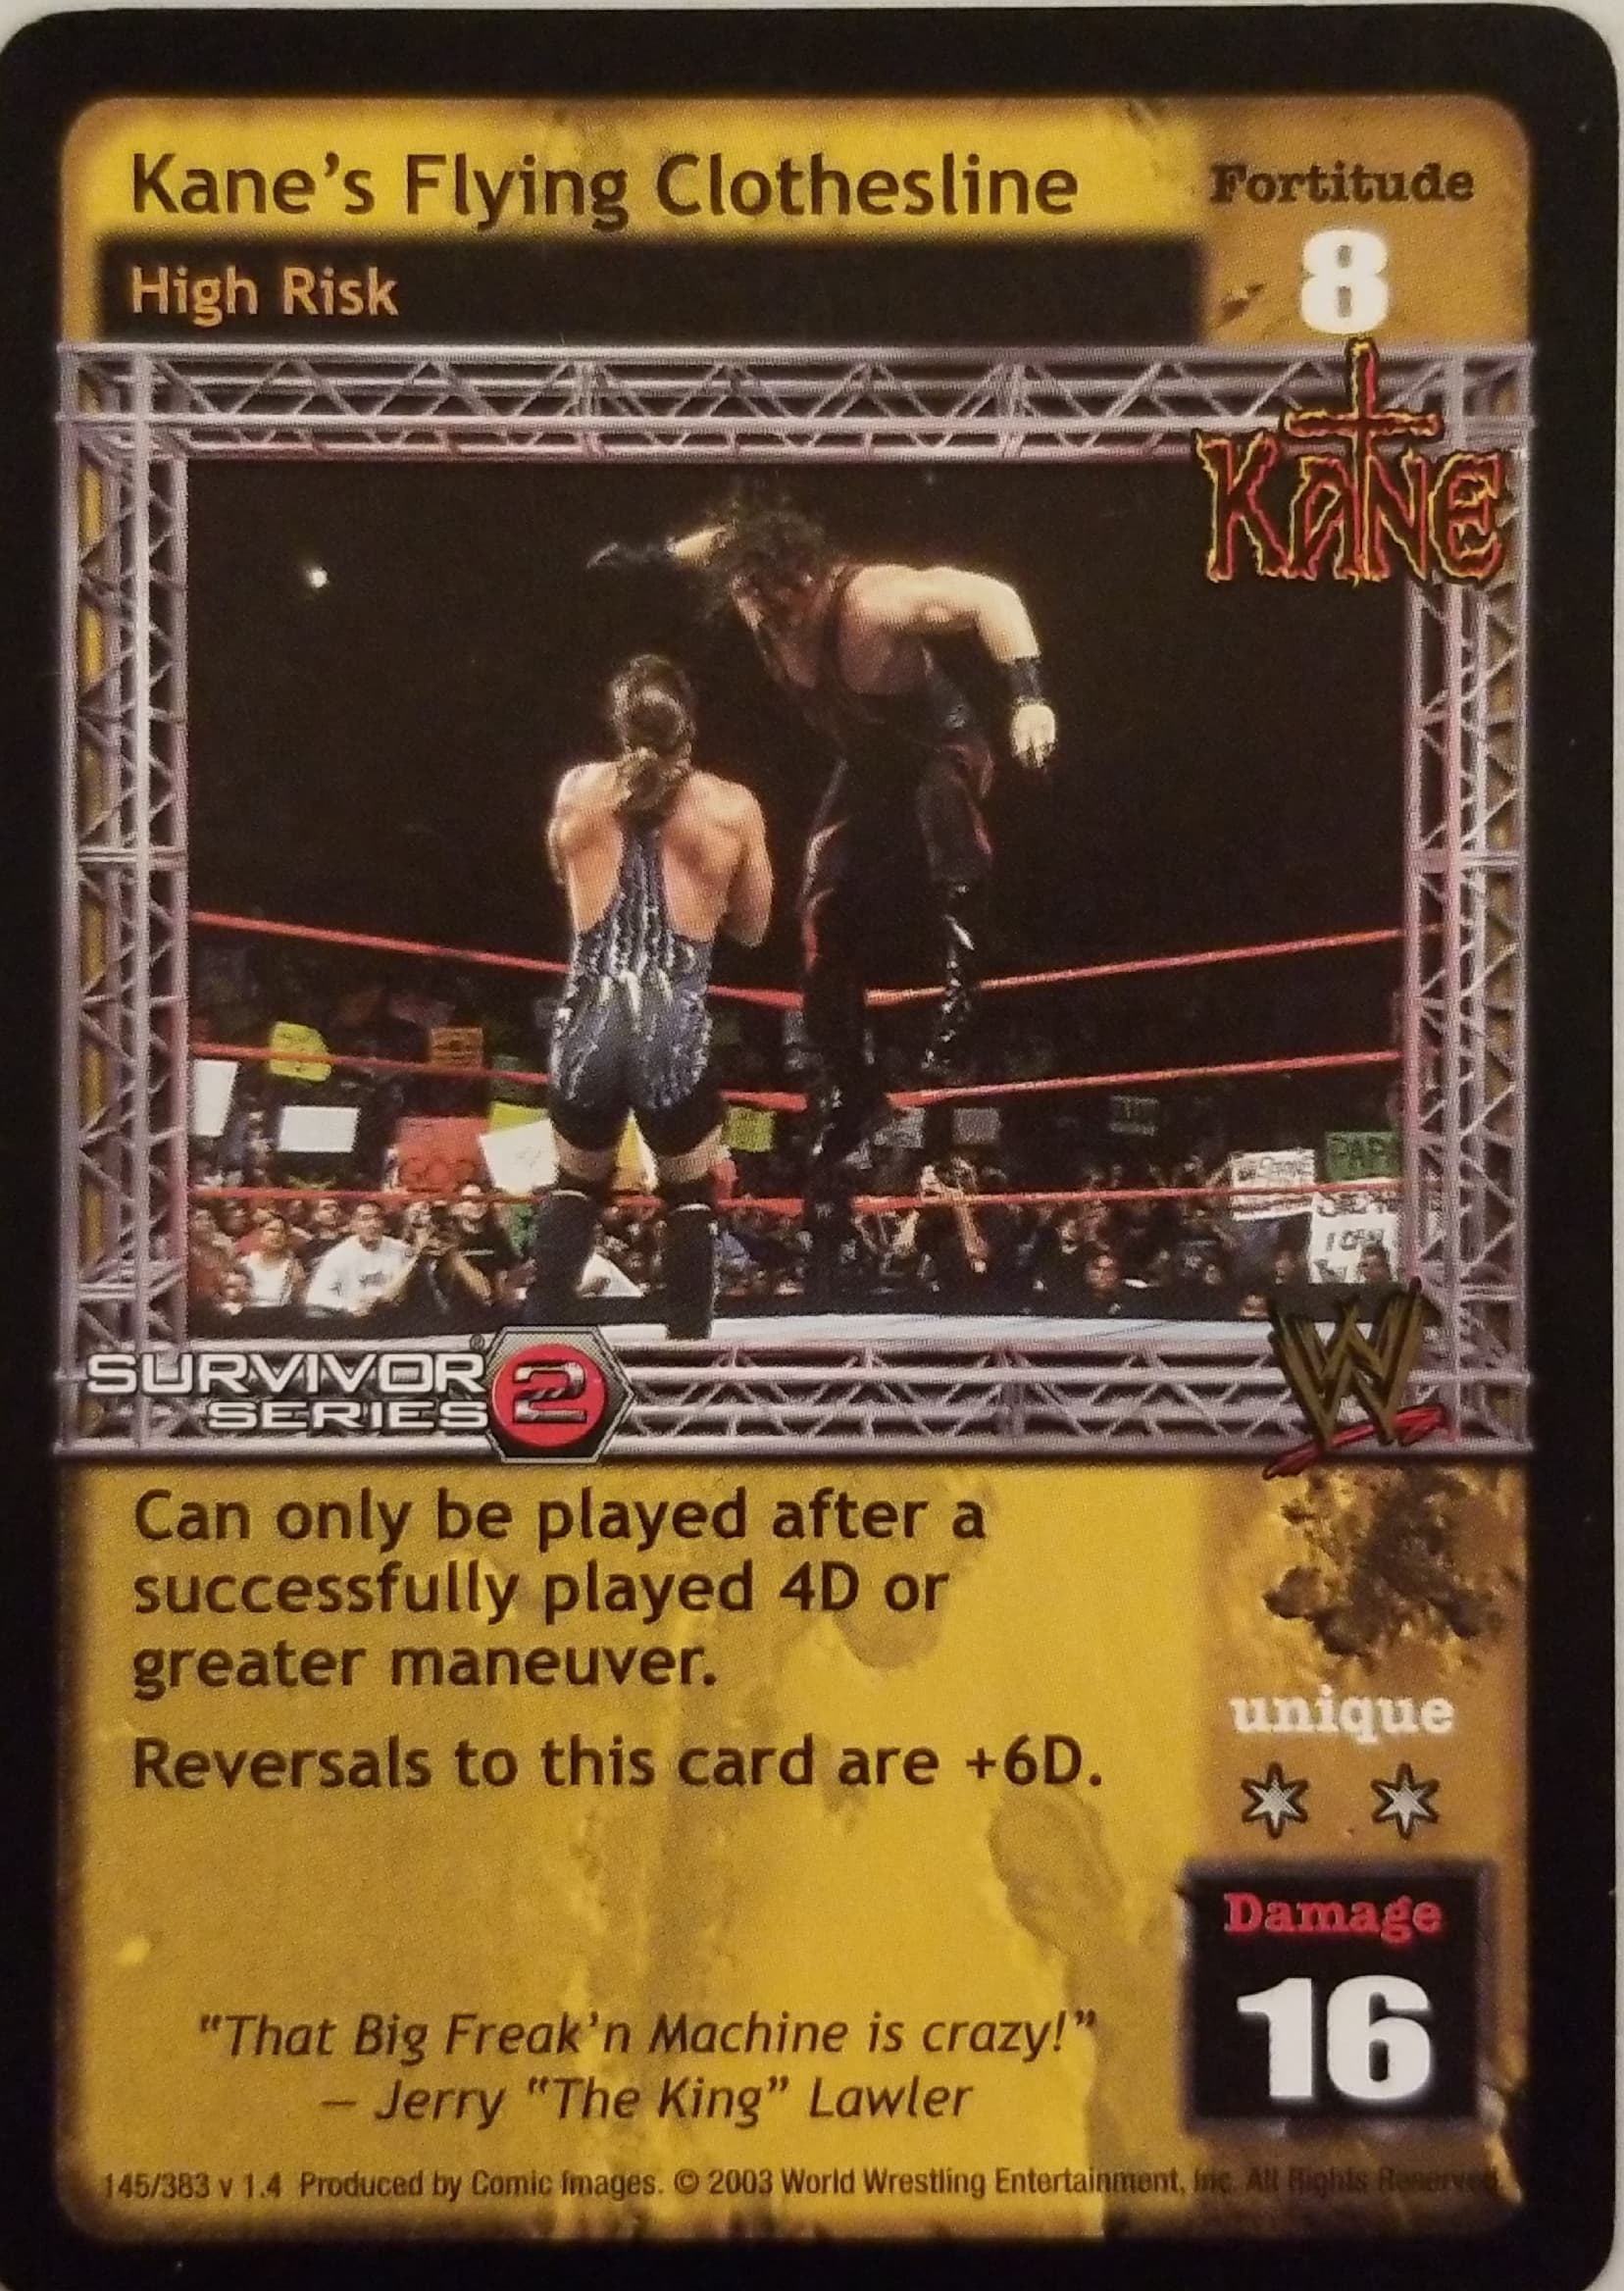 Kane's Flying Clothesline
Fortitude
High Risk
8
KANE
SURVIVOR
SERIES
2
W
Can only be played after a
successfully played 4D or
greater maneuver.
Reversals to this card are +6D.
unique
Damage
16
"That Big Freak'n Machine is crazy!"
– Jerry "The King" Lawler
145/383 v 1.4 Produced by Comic Images. © 2003 World Wrestling Entertainment, Inc. All Rights Reserved.